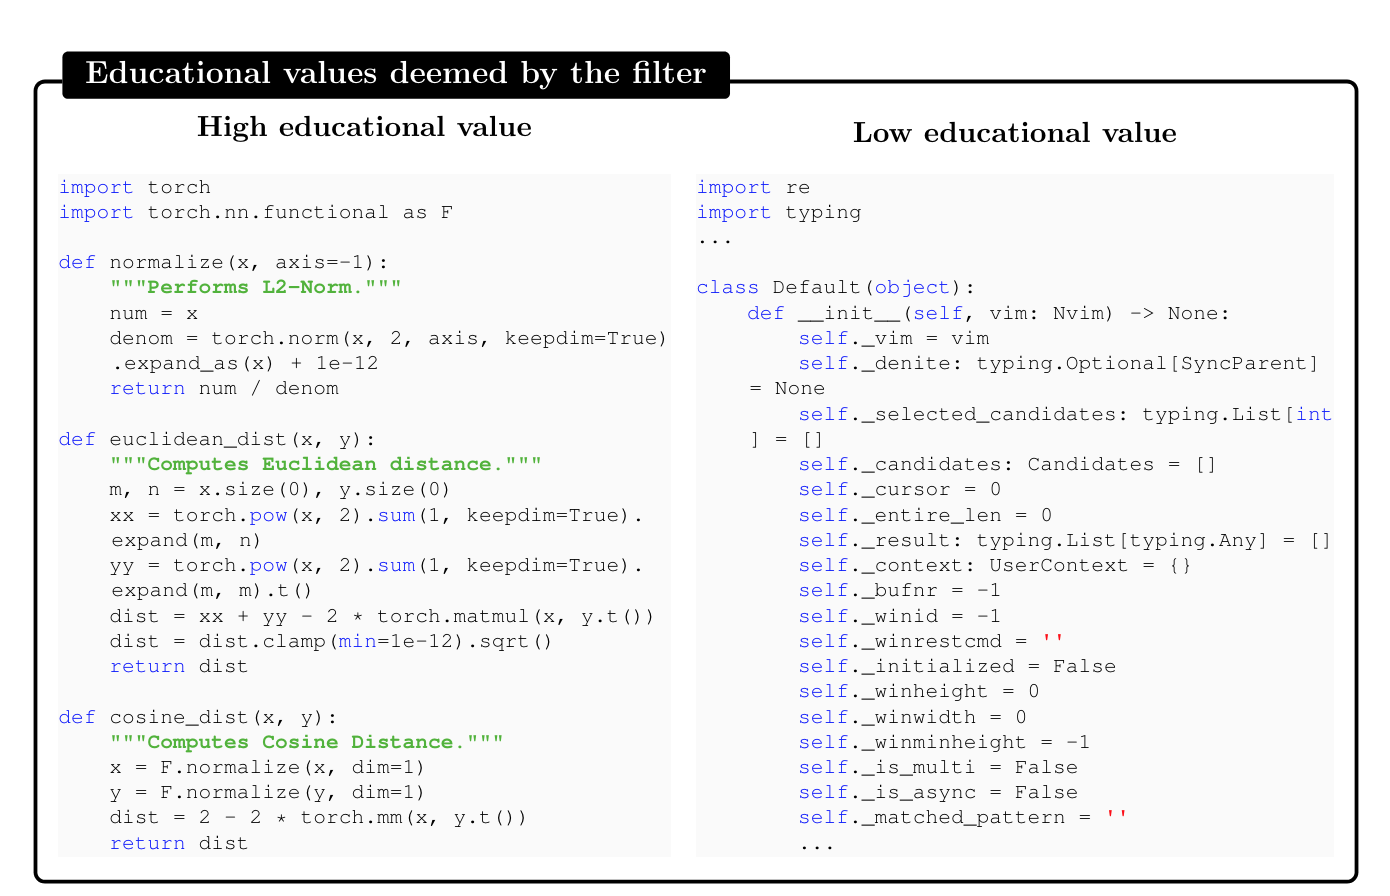 Educational values deemed by the filter
High educational value
import torch
import torch.nn.functional as F

def normalize(x, axis=-1):
    """Performs L2-Norm."""
    num = x
    denom = torch.norm(x, 2, axis, keepdim=True)
    .expand_as(x) + 1e-12
    return num / denom

def euclidean_dist(x, y):
    """Computes Euclidean distance."""
    m, n = x.size(0), y.size(0)
    xx = torch.pow(x, 2).sum(1, keepdim=True).
    expand(m, n)
    yy = torch.pow(x, 2).sum(1, keepdim=True).
    expand(m, m).t()
    dist = xx + yy - 2 * torch.matmul(x, y.t())
    dist = dist.clamp(min=1e-12).sqrt()
    return dist

def cosine_dist(x, y):
    """Computes Cosine Distance."""
    x = F.normalize(x, dim=1)
    y = F.normalize(y, dim=1)
    dist = 2 - 2 * torch.mm(x, y.t())
    return dist
Low educational value
import re
import typing
...

class Default(object):
    def __init__(self, vim: Nvim) -> None:
        self._vim = vim
        self._denite: typing.Optional[SyncParent]
    = None
        self._selected_candidates: typing.List[int
    ] = []
        self._candidates: Candidates = []
        self._cursor = 0
        self._entire_len = 0
        self._result: typing.List[typing.Any] = []
        self._context: UserContext = {}
        self._bufnr = -1
        self._winid = -1
        self._winrestcmd = ''
        self._initialized = False
        self._winheight = 0
        self._winwidth = 0
        self._winminheight = -1
        self._is_multi = False
        self._is_async = False
        self._matched_pattern = ''
        ...